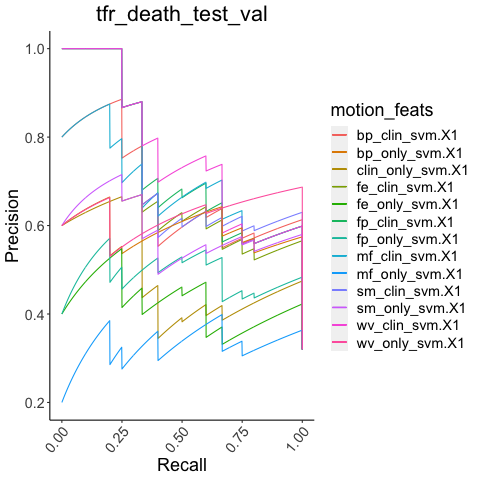 tfr_death_test_val
Precision
1.0
0.8
0.6
0.4
0.2
0.00
0.25
0.50
0.75
1.00
Recall
motion_feats
bp_clin_svm.X1
bp_only_svm.X1
clin_only_svm.X1
fe_clin_svm.X1
fe_only_svm.X1
fp_clin_svm.X1
fp_only_svm.X1
mf_clin_svm.X1
mf_only_svm.X1
sm_clin_svm.X1
sm_only_svm.X1
wv_clin_svm.X1
wv_only_svm.X1